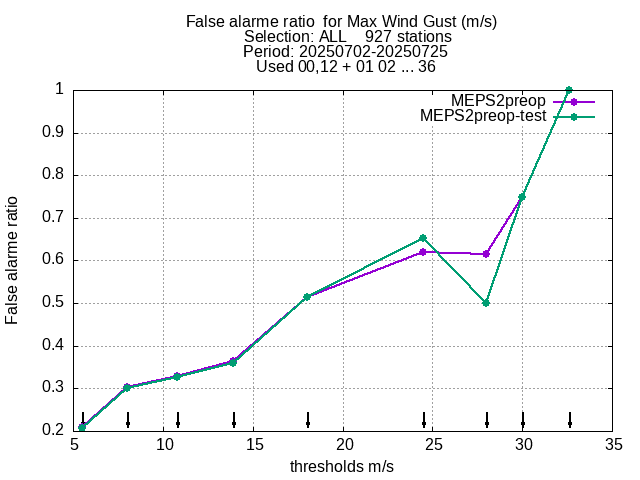 False alarme ratio  for Max Wind Gust (m/s)
Selection: ALL    927 stations
Period: 20250702-20250725
Used 00,12 + 01 02 ... 36
MEPS2preop
MEPS2preop-test
False alarme ratio
1
0.9
0.8
0.7
0.6
0.5
0.4
0.3
0.2
5 10 15 20 25 30 35
thresholds m/s